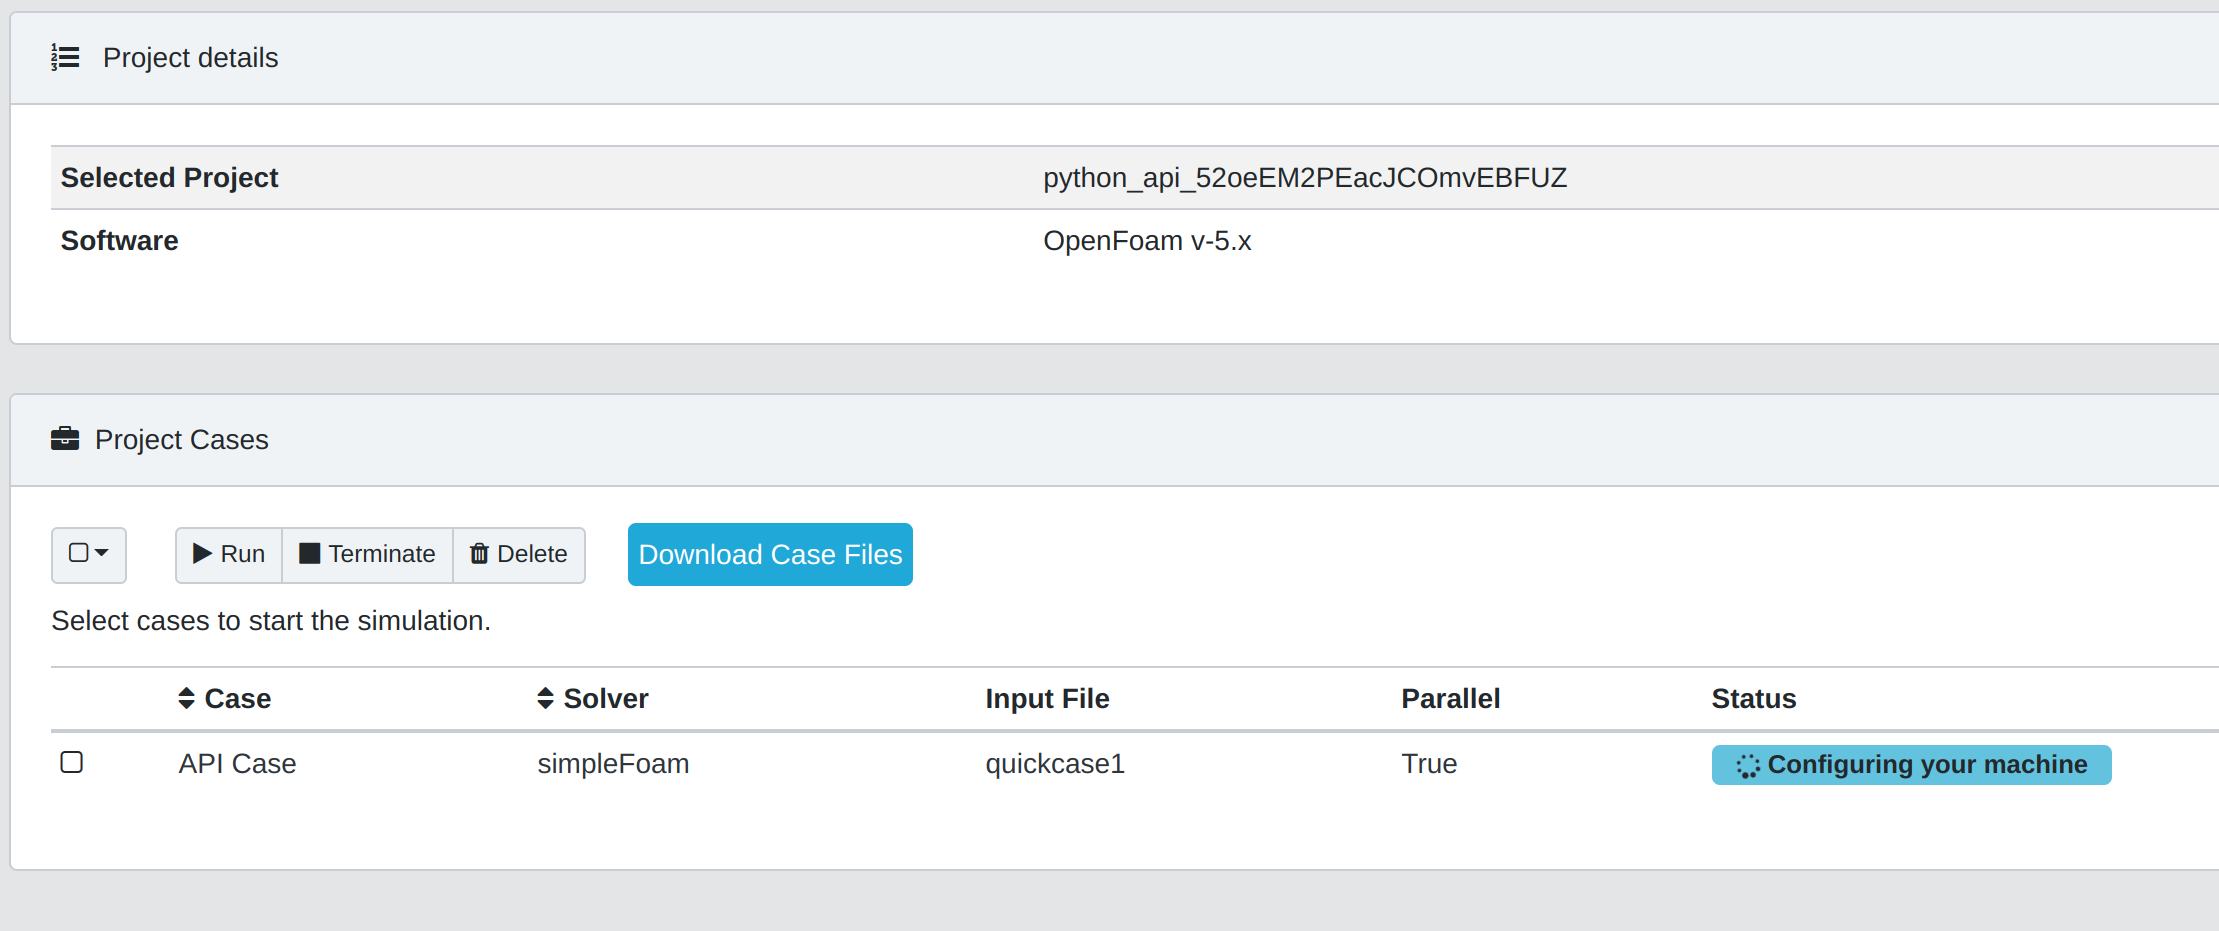 Project details
Selected Project python_api_52oeEM2PEacJCOmvEBFUZ
Software OpenFoam v-5.x
Project Cases
Run Terminate Delete Download Case Files
Select cases to start the simulation.
Case Solver Input File Parallel Status
API Case simpleFoam quickcase1 True Configuring your machine